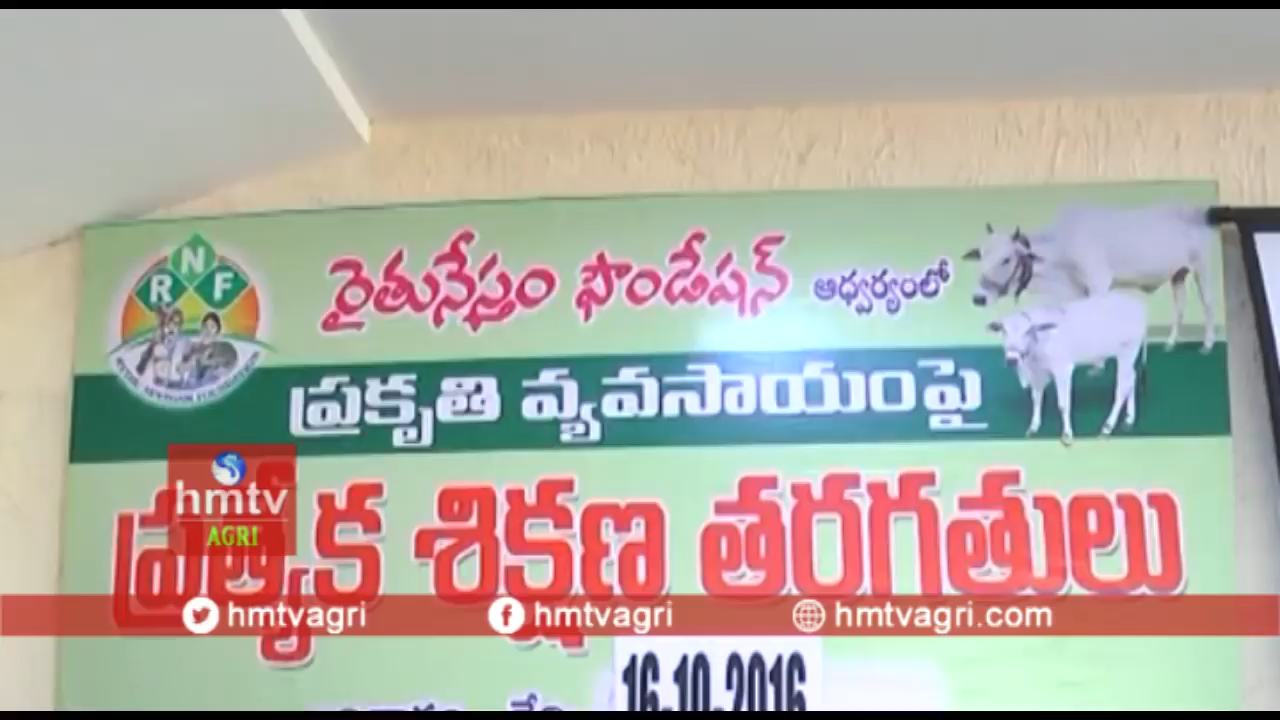 RNF
రైతునేస్తం ఫౌండేషన్ ఆధ్వర్యంలో
ప్రకృతి వ్యవసాయంపై
ప్రత్యేక శిక్షణ తరగతులు
hmtv
AGRI
hmtvagri hmtvagri hmtvagri.com
16.10.2016